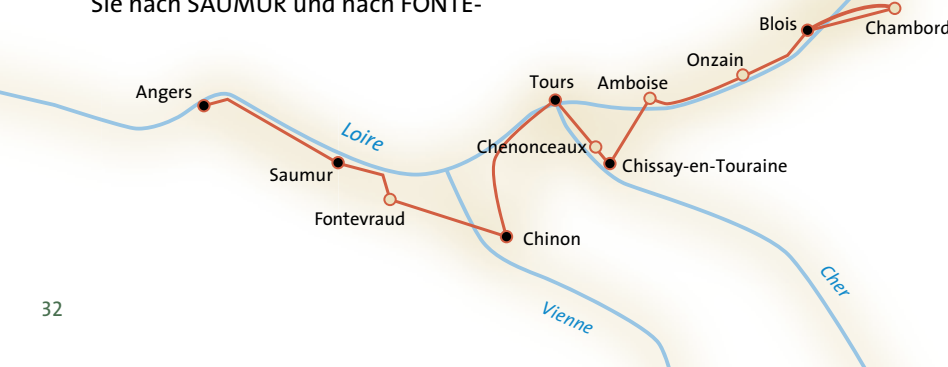 Sie nach SAUMUR und nach FONTE-
Blois
Chambord
Onzain
Tours
Amboise
Angers
Loire
Chenonceaux
Chissay-en-Touraine
Saumur
Fontevraud
Chinon
Cher
32
Vienne